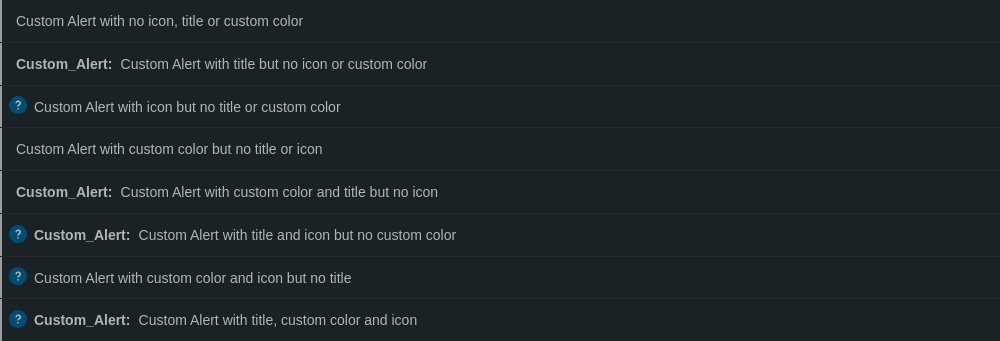 Custom Alert with no icon, title or custom color
Custom_Alert: Custom Alert with title but no icon or custom color
? Custom Alert with icon but no title or custom color
Custom Alert with custom color but no title or icon
Custom_Alert: Custom Alert with custom color and title but no icon
? Custom_Alert: Custom Alert with title and icon but no custom color
? Custom Alert with custom color and icon but no title
? Custom_Alert: Custom Alert with title, custom color and icon